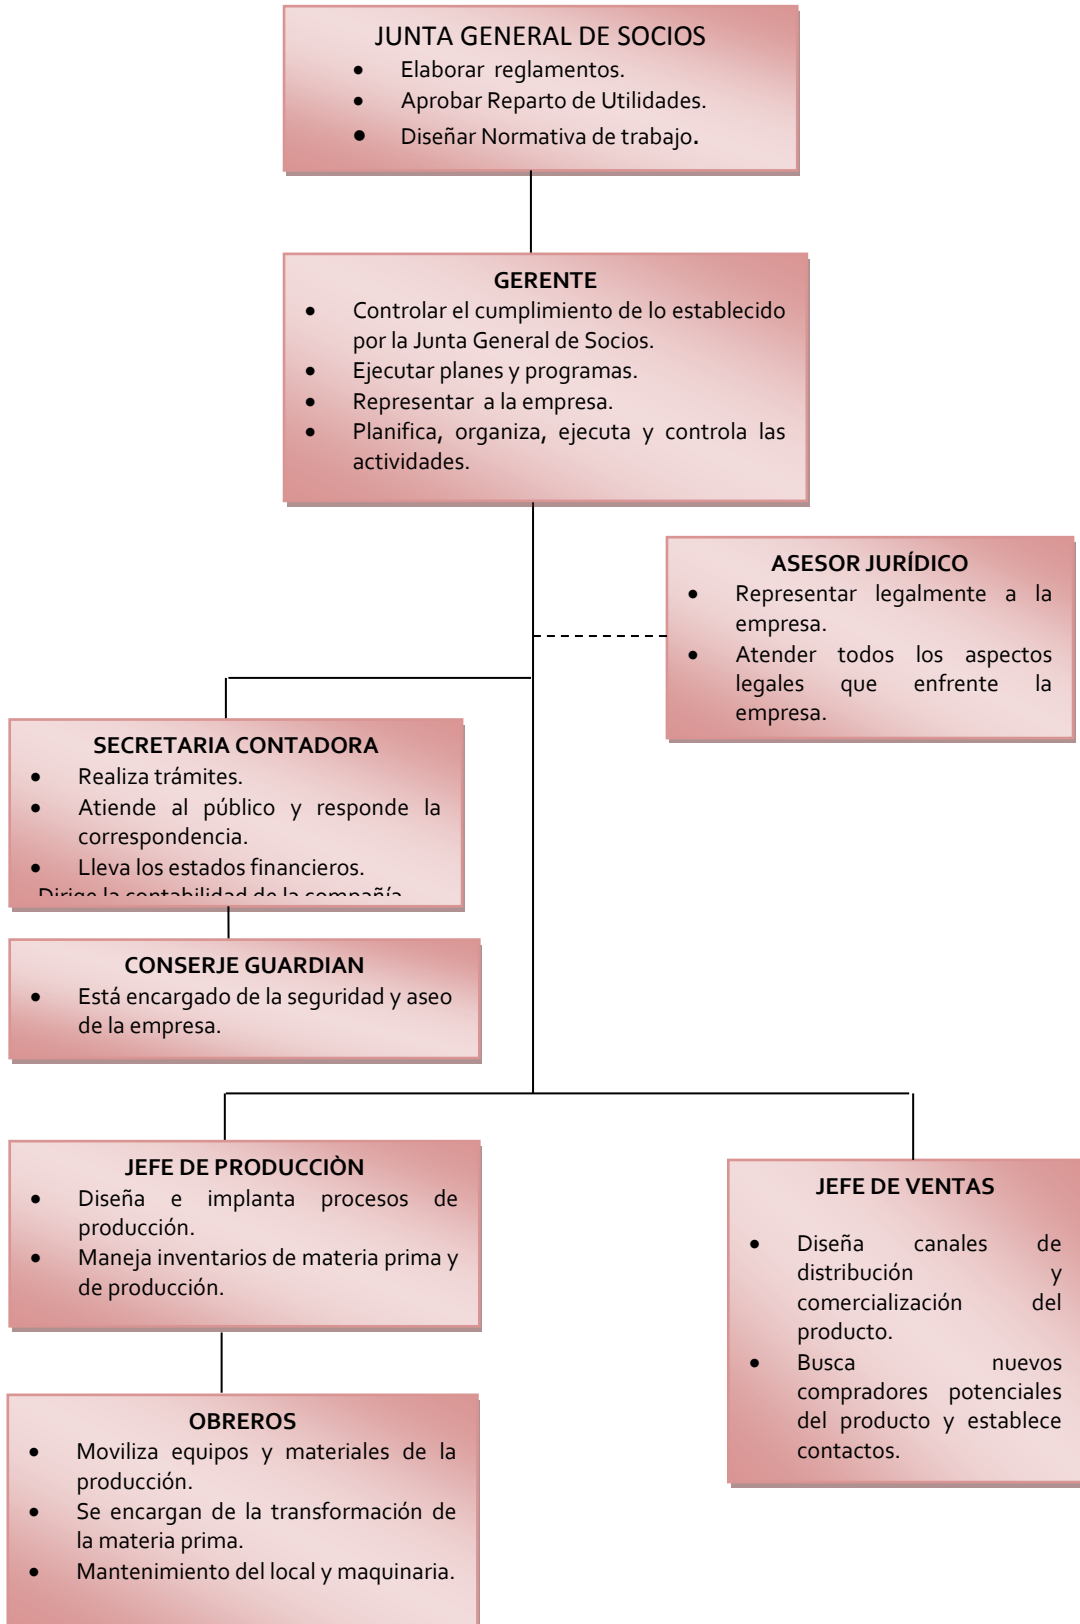 JUNTA GENERAL DE SOCIOS
• Elaborar reglamentos.
• Aprobar Reparto de Utilidades.
• Diseñar Normativa de trabajo.
GERENTE
• Controlar el cumplimiento de lo establecido
por la Junta General de Socios.
• Ejecutar planes y programas.
• Representar a la empresa.
• Planifica, organiza, ejecuta y controla las
actividades.
ASESOR JURÍDICO
• Representar legalmente a la
empresa.
• Atender todos los aspectos
legales que enfrente la
empresa.
SECRETARIA CONTADORA
• Realiza trámites.
• Atiende al público y responde la
correspondencia.
• Lleva los estados financieros.
Dirige la contabilidad de la compañía
CONSERJE GUARDIAN
• Está encargado de la seguridad y aseo
de la empresa.
JEFE DE PRODUCCIÒN
• Diseña e implanta procesos de
producción.
• Maneja inventarios de materia prima y
de producción.
JEFE DE VENTAS
• Diseña canales de
distribución y
comercialización del
producto.
• Busca nuevos
compradores potenciales
del producto y establece
contactos.
OBREROS
• Moviliza equipos y materiales de la
producción.
• Se encargan de la transformación de
la materia prima.
• Mantenimiento del local y maquinaria.